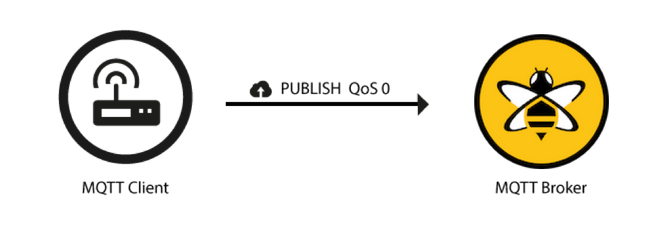 PUBLISH QoS 0
MQTT Client
MQTT Broker